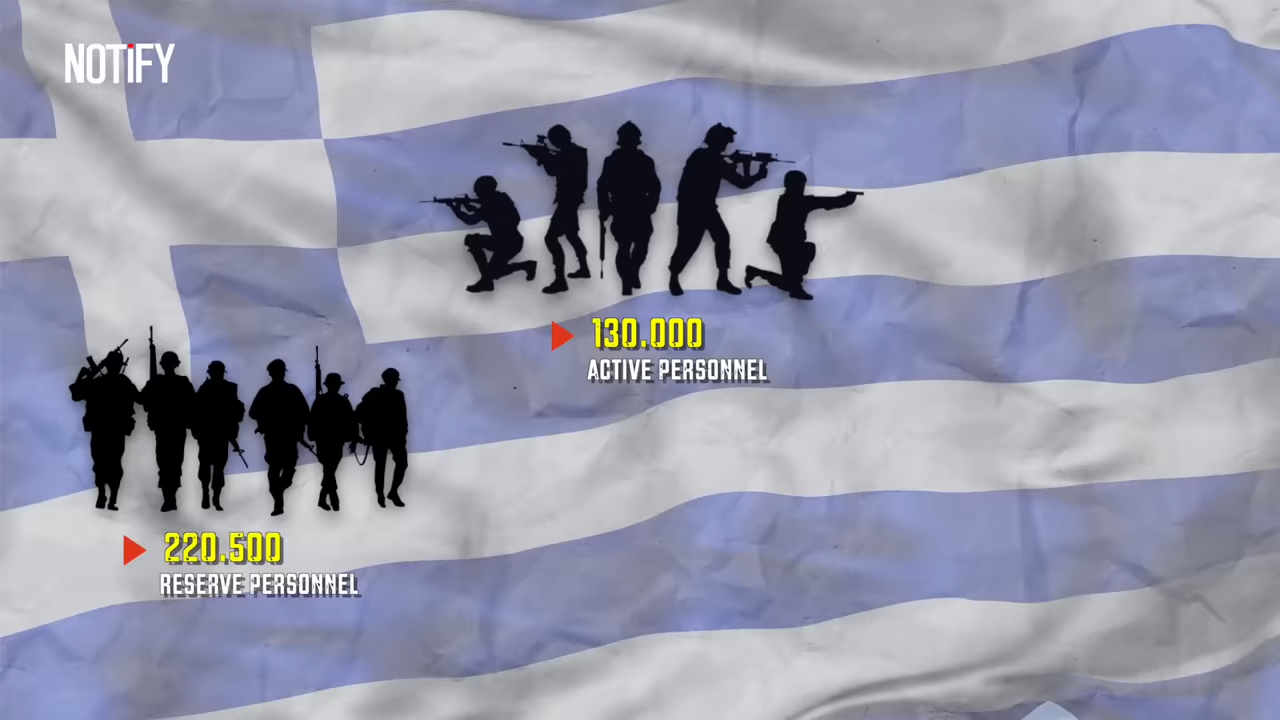 NOTiFY
130.000
ACTIVE PERSONNEL
220.500
RESERVE PERSONNEL